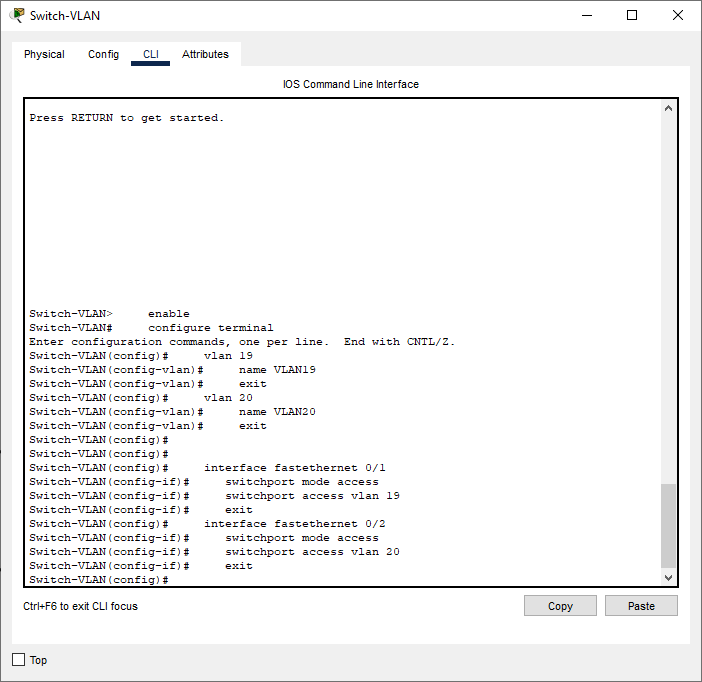 Switch-VLAN
Physical Config CLI Attributes
IOS Command Line Interface
Press RETURN to get started.
Switch-VLAN> enable
Switch-VLAN# configure terminal
Enter configuration commands, one per line. End with CNTL/Z.
Switch-VLAN(config)# vlan 19
Switch-VLAN(config-vlan)# name VLAN19
Switch-VLAN(config-vlan)# exit
Switch-VLAN(config)# vlan 20
Switch-VLAN(config-vlan)# name VLAN20
Switch-VLAN(config-vlan)# exit
Switch-VLAN(config)#
Switch-VLAN(config)#
Switch-VLAN(config)# interface fastethernet 0/1
Switch-VLAN(config-if)# switchport mode access
Switch-VLAN(config-if)# switchport access vlan 19
Switch-VLAN(config-if)# exit
Switch-VLAN(config)# interface fastethernet 0/2
Switch-VLAN(config-if)# switchport mode access
Switch-VLAN(config-if)# switchport access vlan 20
Switch-VLAN(config-if)# exit
Switch-VLAN(config)#
Ctrl+F6 to exit CLI focus Copy Paste
Top